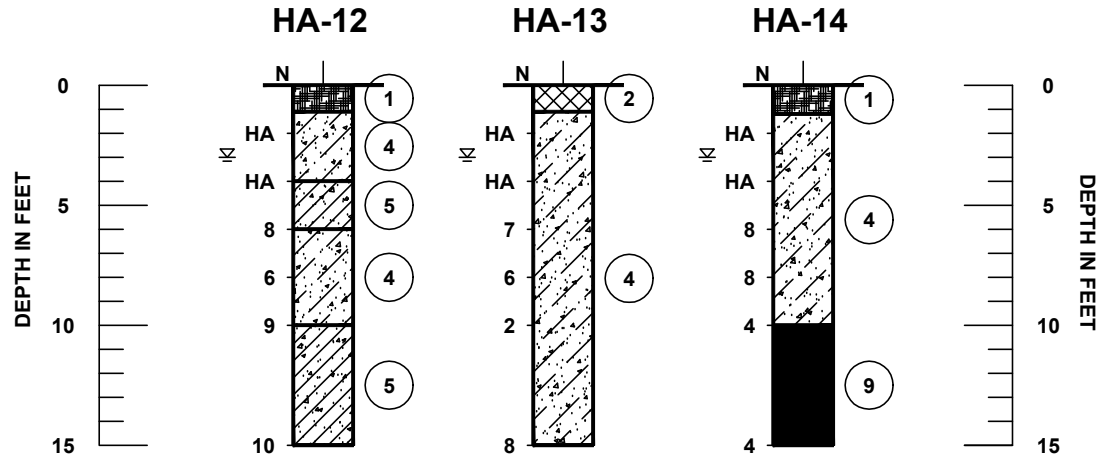 HA-12 HA-13 HA-14
N N N
0 0
1 2 1
HA HA HA
4
HA HA HA
DEPTH IN FEET
5 5 5
DEPTH IN FEET
4
8 7 8
4 6 4 8
6
10 9 2 4 10
5 9
15 10 8 4 15